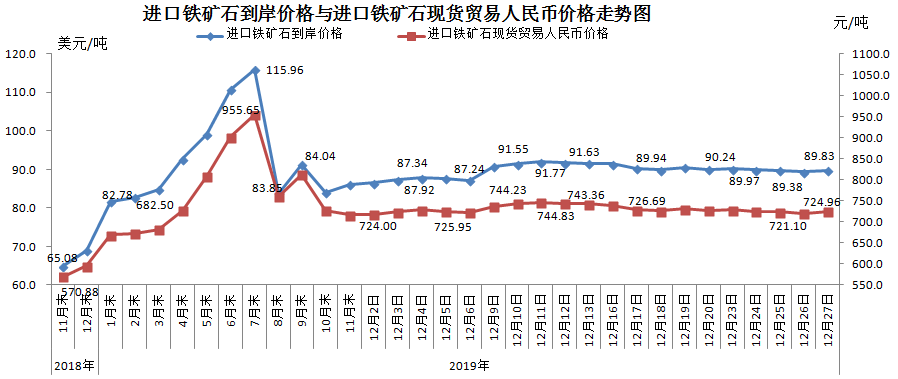 进口铁矿石到岸价格与进口铁矿石现货贸易人民币价格走势图
美元/吨
元/吨
进口铁矿石到岸价格
进口铁矿石现货贸易人民币价格
120.0
110.0
100.0
90.0
80.0
70.0
60.0
1100.0
1050.0
1000.0
950.0
900.0
850.0
800.0
750.0
700.0
650.0
600.0
550.0
65.08
82.78
115.96
83.85
84.04
87.34
87.92
87.24
91.55
91.77
91.63
89.94
90.24
89.97
89.38
89.83
570.88
682.50
955.65
724.00
725.95
744.23
744.83
743.36
726.69
721.10
724.96
11月末
12月末
1月末
2月末
3月末
4月末
5月末
6月末
7月末
8月末
9月末
10月末
11月末
12月2日
12月3日
12月4日
12月5日
12月6日
12月9日
12月10日
12月11日
12月12日
12月13日
12月16日
12月17日
12月18日
12月19日
12月20日
12月23日
12月24日
12月25日
12月26日
12月27日
2018年
2019年